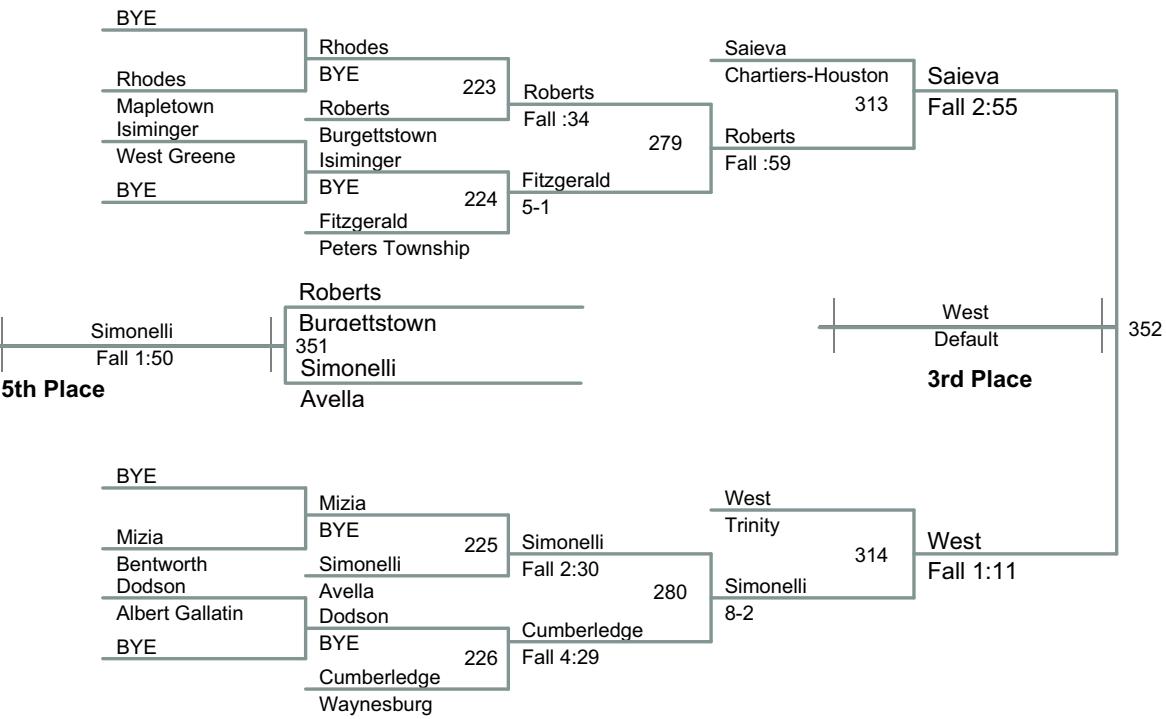 BYE
Rhodes
Mapletown
Isiminger
West Greene
BYE
Rhodes
BYE
223
Roberts
Burgettstown
Isiminger
BYE
224
Fitzgerald
Peters Township
Roberts
Fall :34
279
Fitzgerald
5-1
Saieva
Chartiers-Houston
313
Roberts
Fall :59
Saieva
Fall 2:55
Simonelli
Fall 1:50
5th Place
Roberts
Burgettstown
351
Simonelli
Avella
West
Default
352
3rd Place
BYE
Mizia
Bentworth
Dodson
Albert Gallatin
BYE
Mizia
BYE
225
Simonelli
Avella
Dodson
BYE
226
Cumberledge
Waynesburg
Simonelli
Fall 2:30
280
Cumberledge
Fall 4:29
West
Trinity
314
Simonelli
8-2
West
Fall 1:11